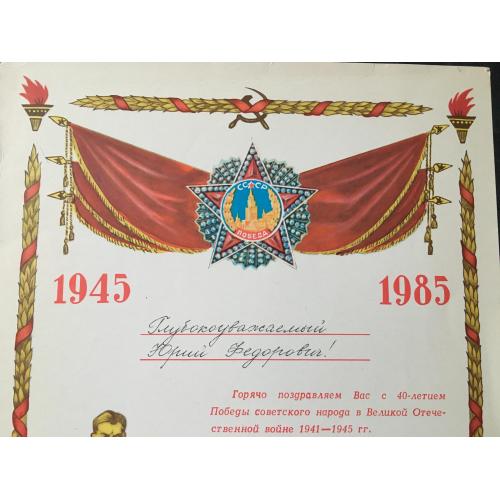 СССР
ПОБЕДА
1945
1985
Глубокоуважаемый
Юрий Федорович!
Горячо поздравляем Вас с 40-летием
Победы советского народа в Великой Отече-
ственной войне 1941—1945 гг.